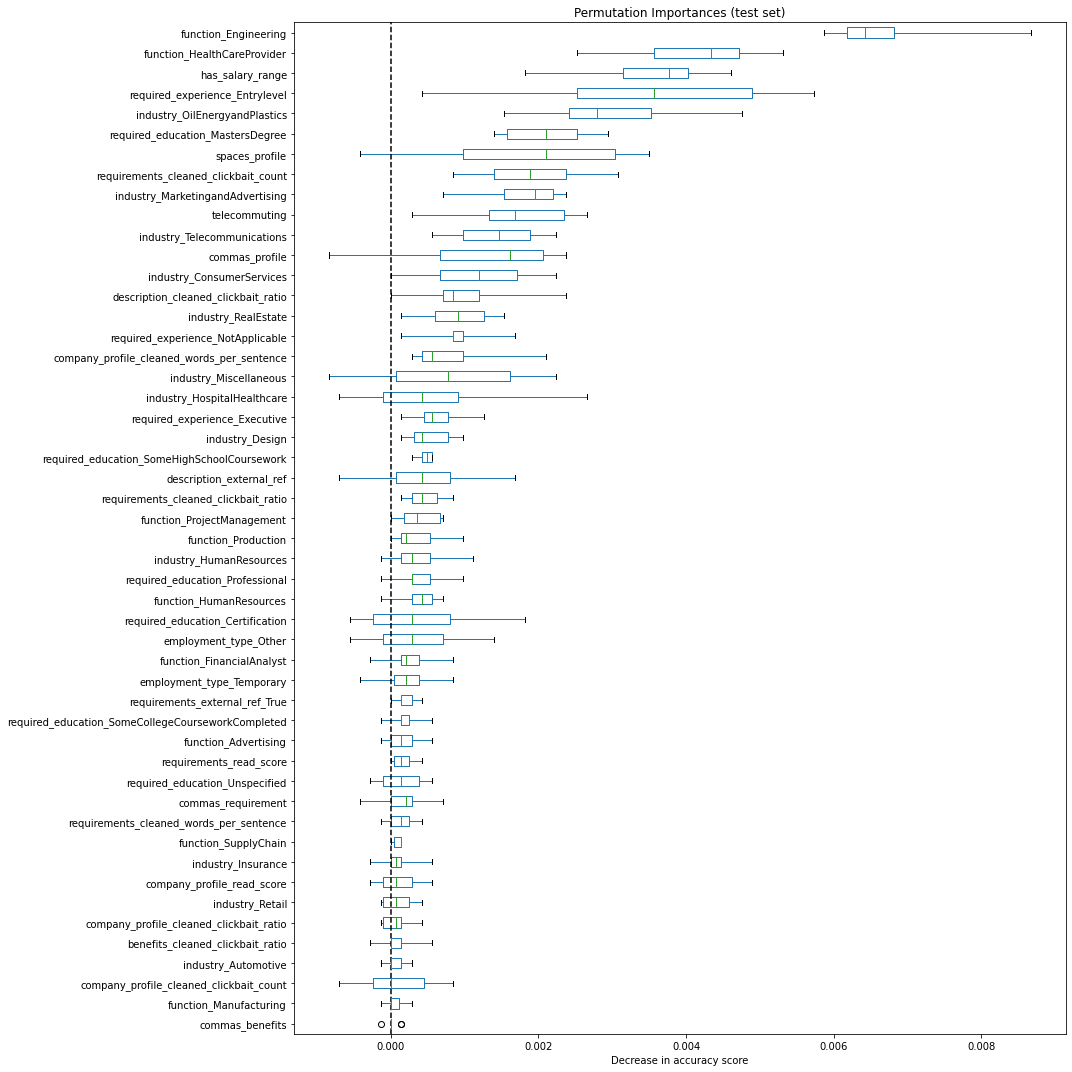 Permutation Importances (test set)
function_Engineering
function_HealthCareProvider
has_salary_range
required_experience_Entrylevel
industry_OilEnergyandPlastics
required_education_MastersDegree
spaces_profile
requirements_cleaned_clickbait_count
industry_MarketingandAdvertising
telecommuting
industry_Telecommunications
commas_profile
industry_ConsumerServices
description_cleaned_clickbait_ratio
industry_RealEstate
required_experience_NotApplicable
company_profile_cleaned_words_per_sentence
industry_Miscellaneous
industry_HospitalHealthcare
required_experience_Executive
industry_Design
required_education_SomeHighSchoolCoursework
description_external_ref
requirements_cleaned_clickbait_ratio
function_ProjectManagement
function_Production
industry_HumanResources
required_education_Professional
function_HumanResources
required_education_Certification
employment_type_Other
function_FinancialAnalyst
employment_type_Temporary
requirements_external_ref_True
required_education_SomeCollegeCourseworkCompleted
function_Advertising
requirements_read_score
required_education_Unspecified
commas_requirement
requirements_cleaned_words_per_sentence
function_SupplyChain
industry_Insurance
company_profile_read_score
industry_Retail
company_profile_cleaned_clickbait_ratio
benefits_cleaned_clickbait_ratio
industry_Automotive
company_profile_cleaned_clickbait_count
function_Manufacturing
commas_benefits
0.000 0.002 0.004 0.006 0.008
Decrease in accuracy score